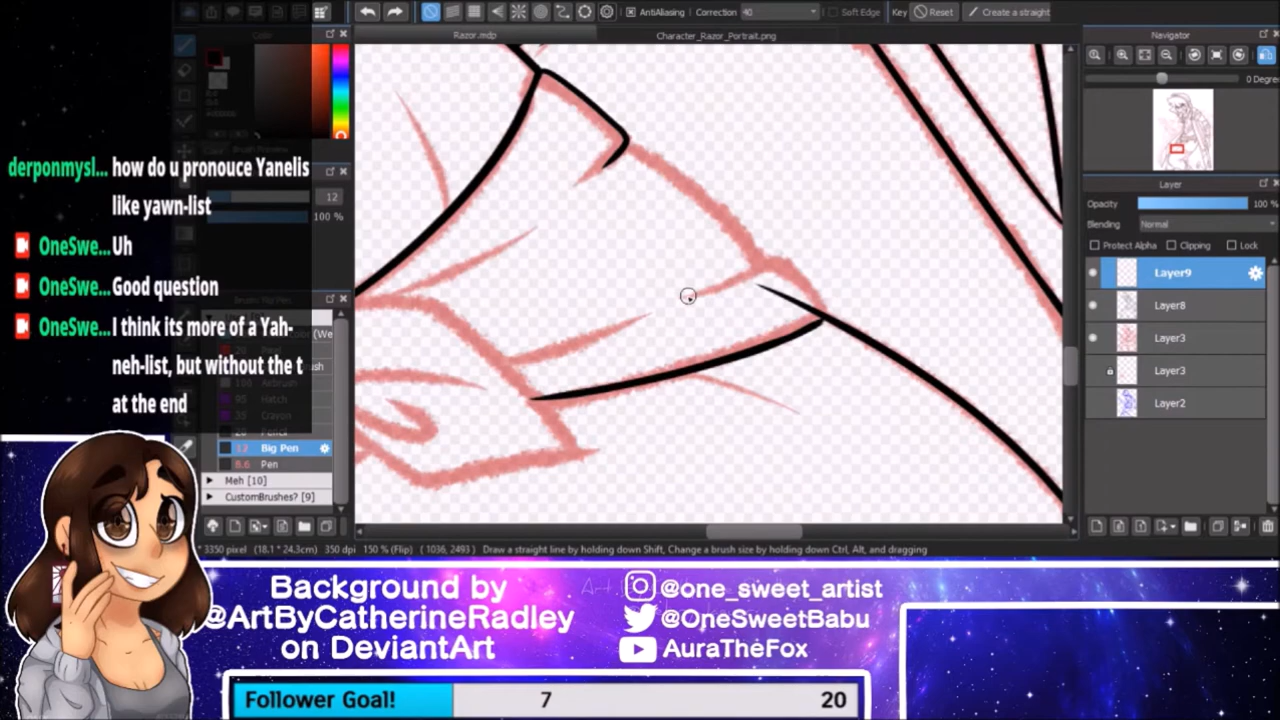 AntiAliasing Correction 40 Soft Edge Key Reset Create a straight
Color
Razor.mdp
Character_Razor_Portrait.png
Navigator
0 Degree
derponmysl... how do u pronouce Yanelis
like yawn-list
OneSwe... Uh
OneSwe... Good question
OneSwe... I think its more of a Yah-
neh-list, but without the t
at the end
12
100 %
Layer
Opacity 100 %
Blending Normal
Protect Alpha Clipping Lock
Layer9
Layer8
Layer3
Layer3
Layer2
12 Big Pen
6.6 Pen
Meh [10]
CustomBrushes? [9]
* 3350 pixel (18.1 * 24.3cm) 350 dpi 150 % (Flip) ( 1036, 2493) Draw a straight line by holding down Shift, Change a brush size by holding down Ctrl, Alt, and dragging
Background by
@ArtByCatherineRadley
on DeviantArt
@one_sweet_artist
@OneSweetBabu
AuraTheFox
Follower Goal! 7 20